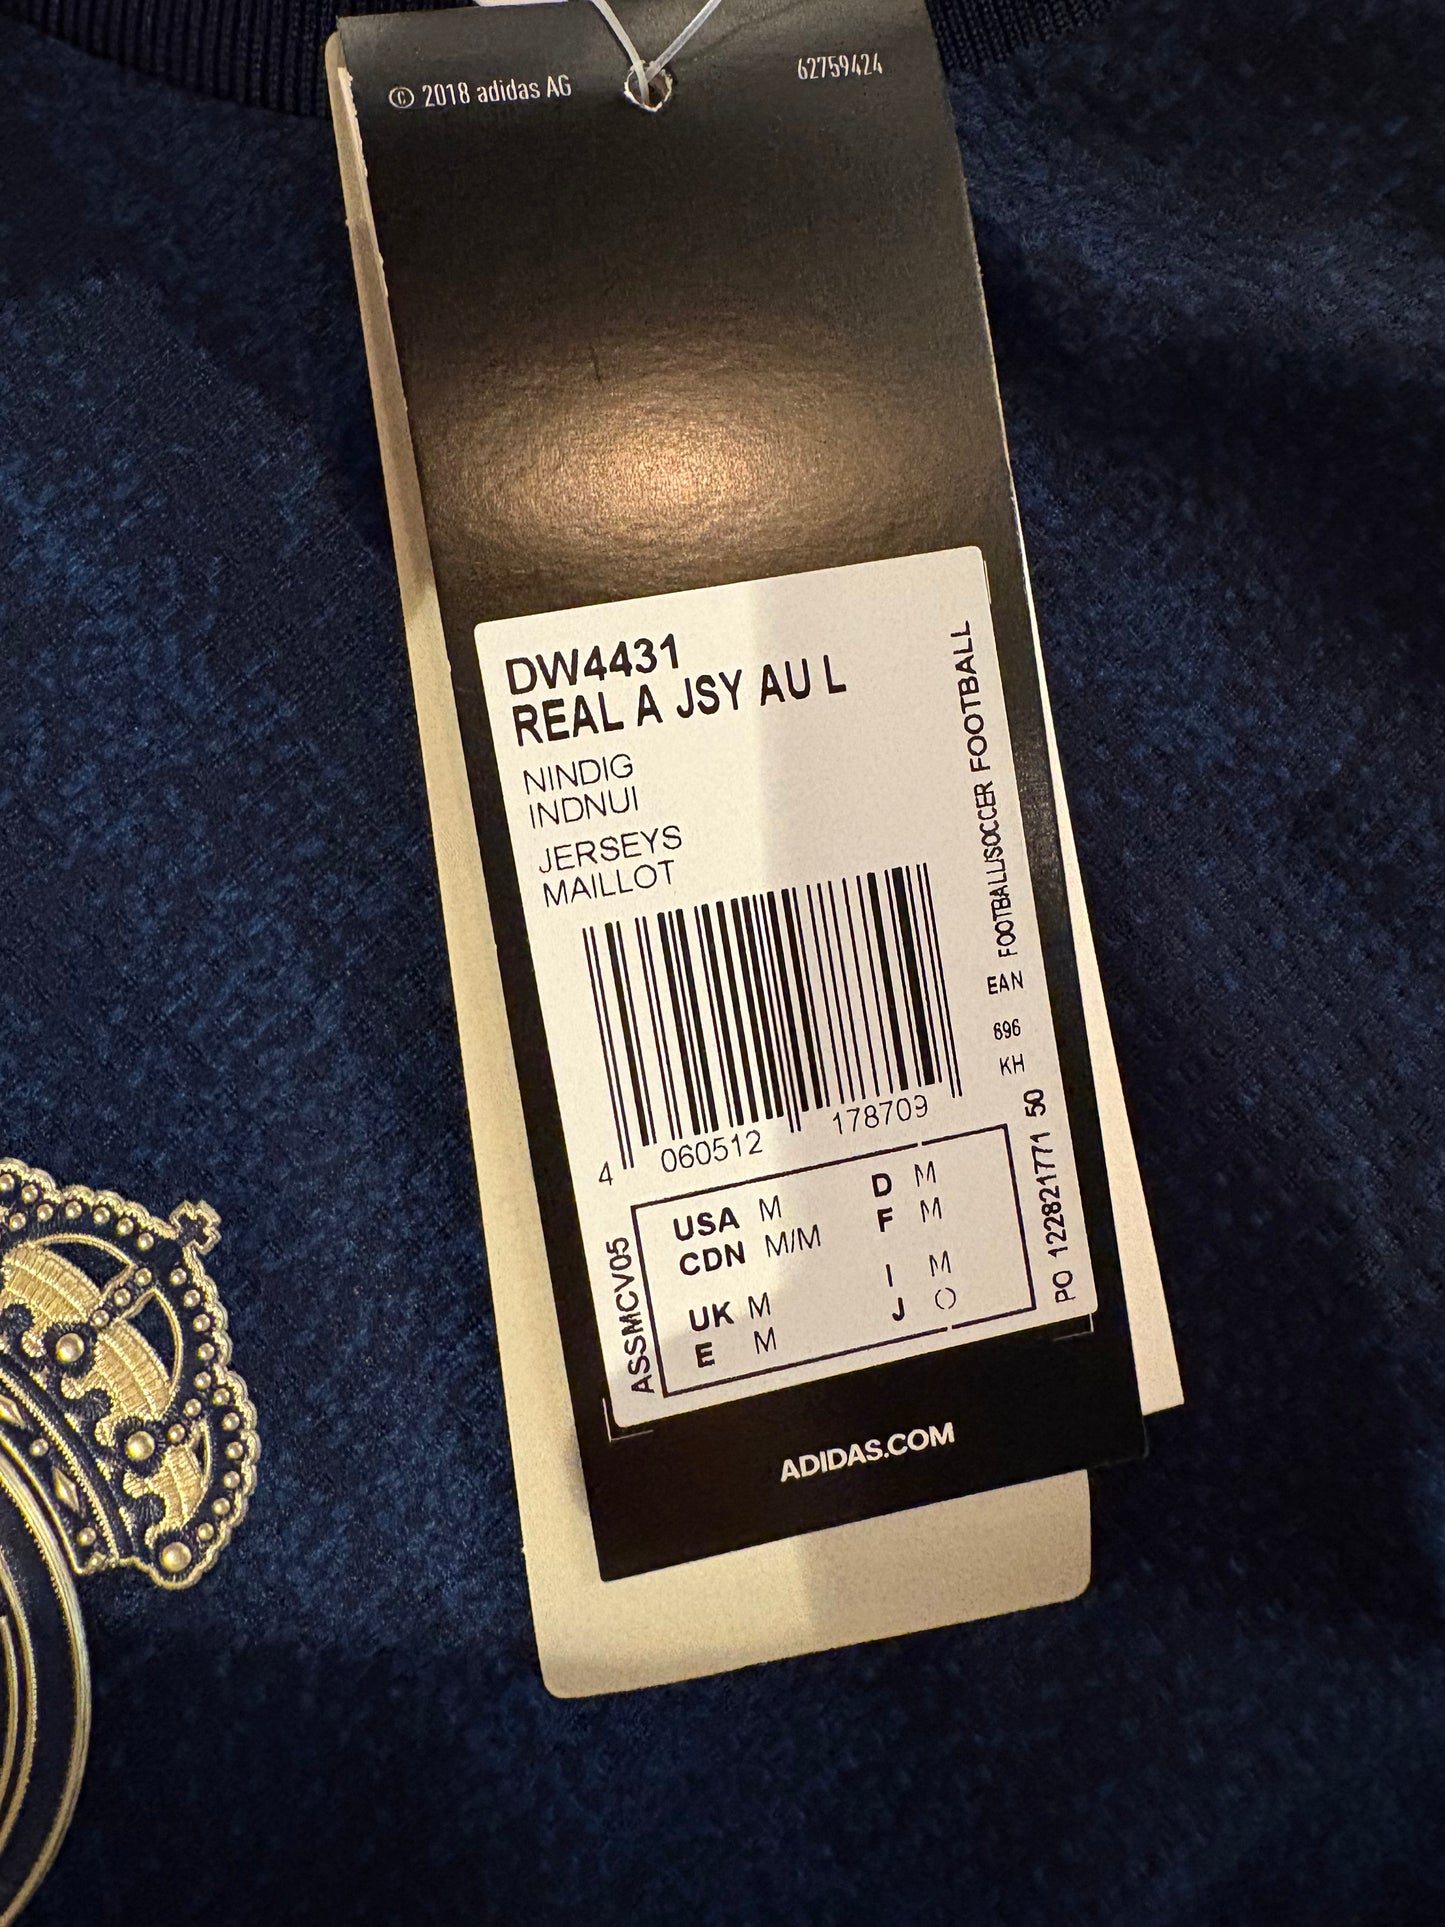 © 2018 adidas AG
62759424
DW4431
REAL A JSY AU L
NINDIG
INDNUI
JERSEYS
MAILLOT
FOOTBALL/SOCCER FOOTBALL
EAN
696
KH
4 060512 178709
ASSMCV05
USA M
CDN M/M
UK M
E M
D M
F M
I M
J O
PO 122821771 50
ADIDAS.COM